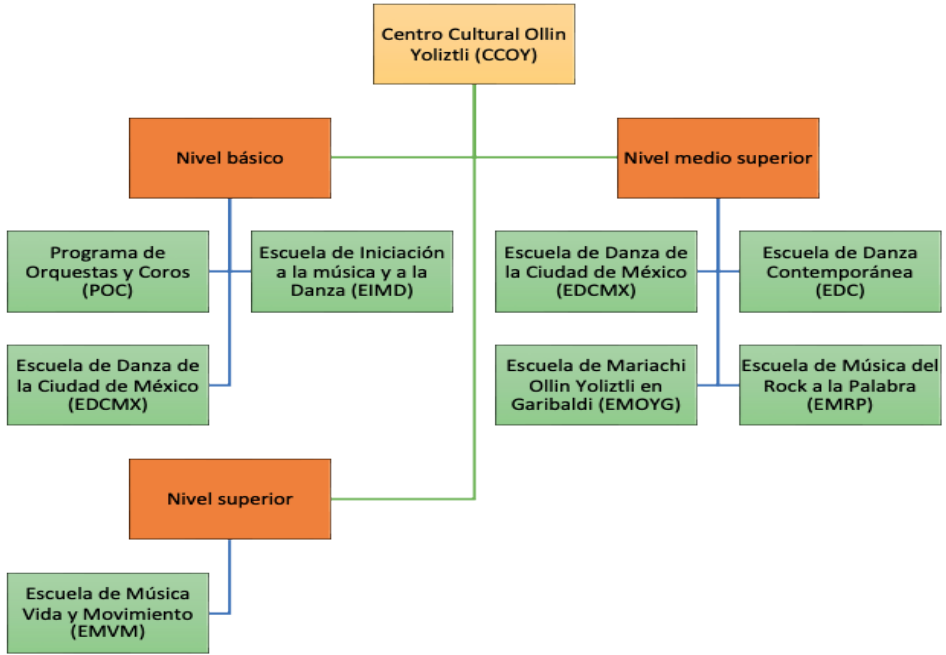 Centro Cultural Ollin
Yoliztli (CCOY)
Nivel básico
Nivel medio superior
Programa de
Orquestas y Coros
(POC)
Escuela de Iniciación
a la música y a la
Danza (EIMD)
Escuela de Danza de
la Ciudad de México
(EDCMX)
Escuela de Danza
Contemporánea
(EDC)
Escuela de Danza de
la Ciudad de México
(EDCMX)
Escuela de Mariachi
Ollin Yoliztli en
Garibaldi (EMOYG)
Escuela de Música del
Rock a la Palabra
(EMRP)
Nivel superior
Escuela de Música
Vida y Movimiento
(EMVM)